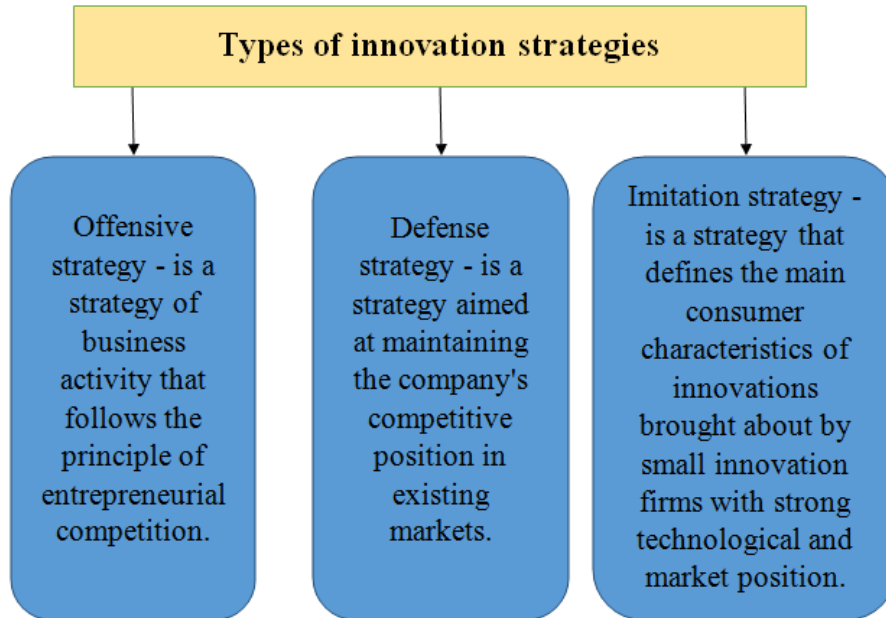 Types of innovation strategies
Offensive
strategy - is a
strategy of
business
activity that
follows the
principle of
entrepreneurial
competition.
Defense
strategy - is a
strategy aimed
at maintaining
the company's
competitive
position in
existing
markets.
Imitation strategy -
is a strategy that
defines the main
consumer
characteristics of
innovations
brought about by
small innovation
firms with strong
technological and
market position.